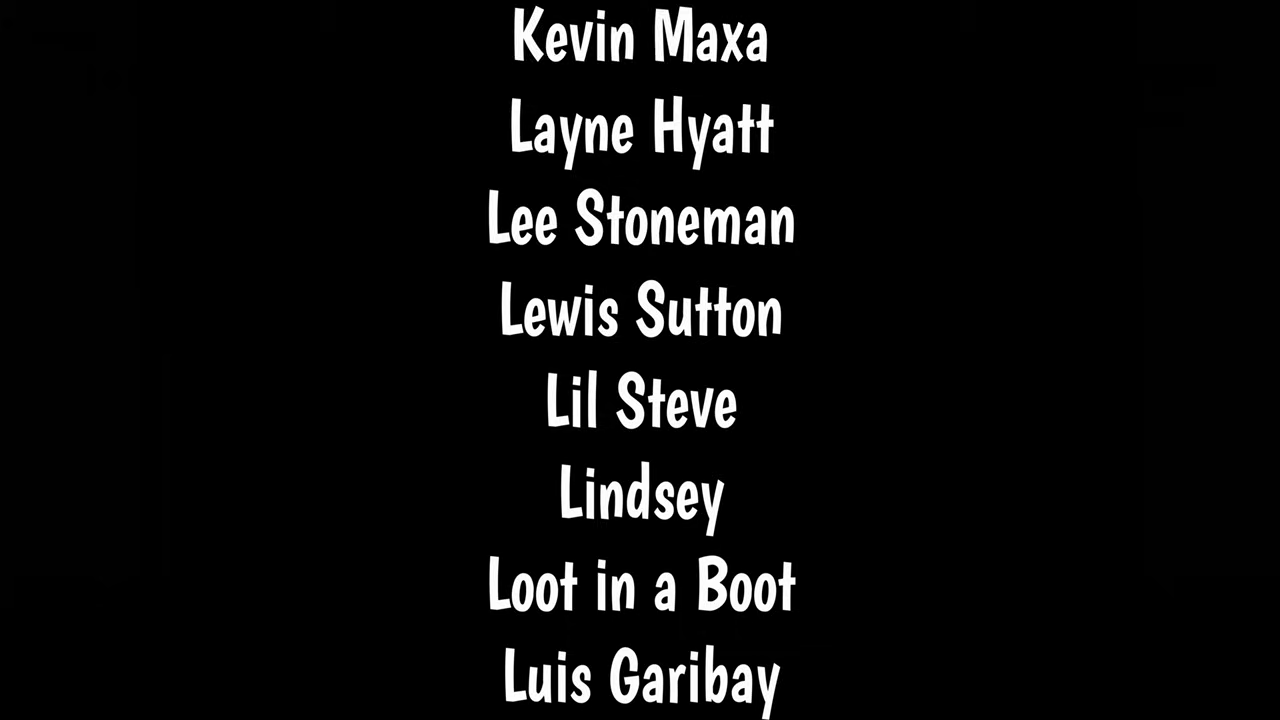 Kevin Maxa
Layne Hyatt
Lee Stoneman
Lewis Sutton
Lil Steve
Lindsey
Loot in a Boot
Luis Garibay